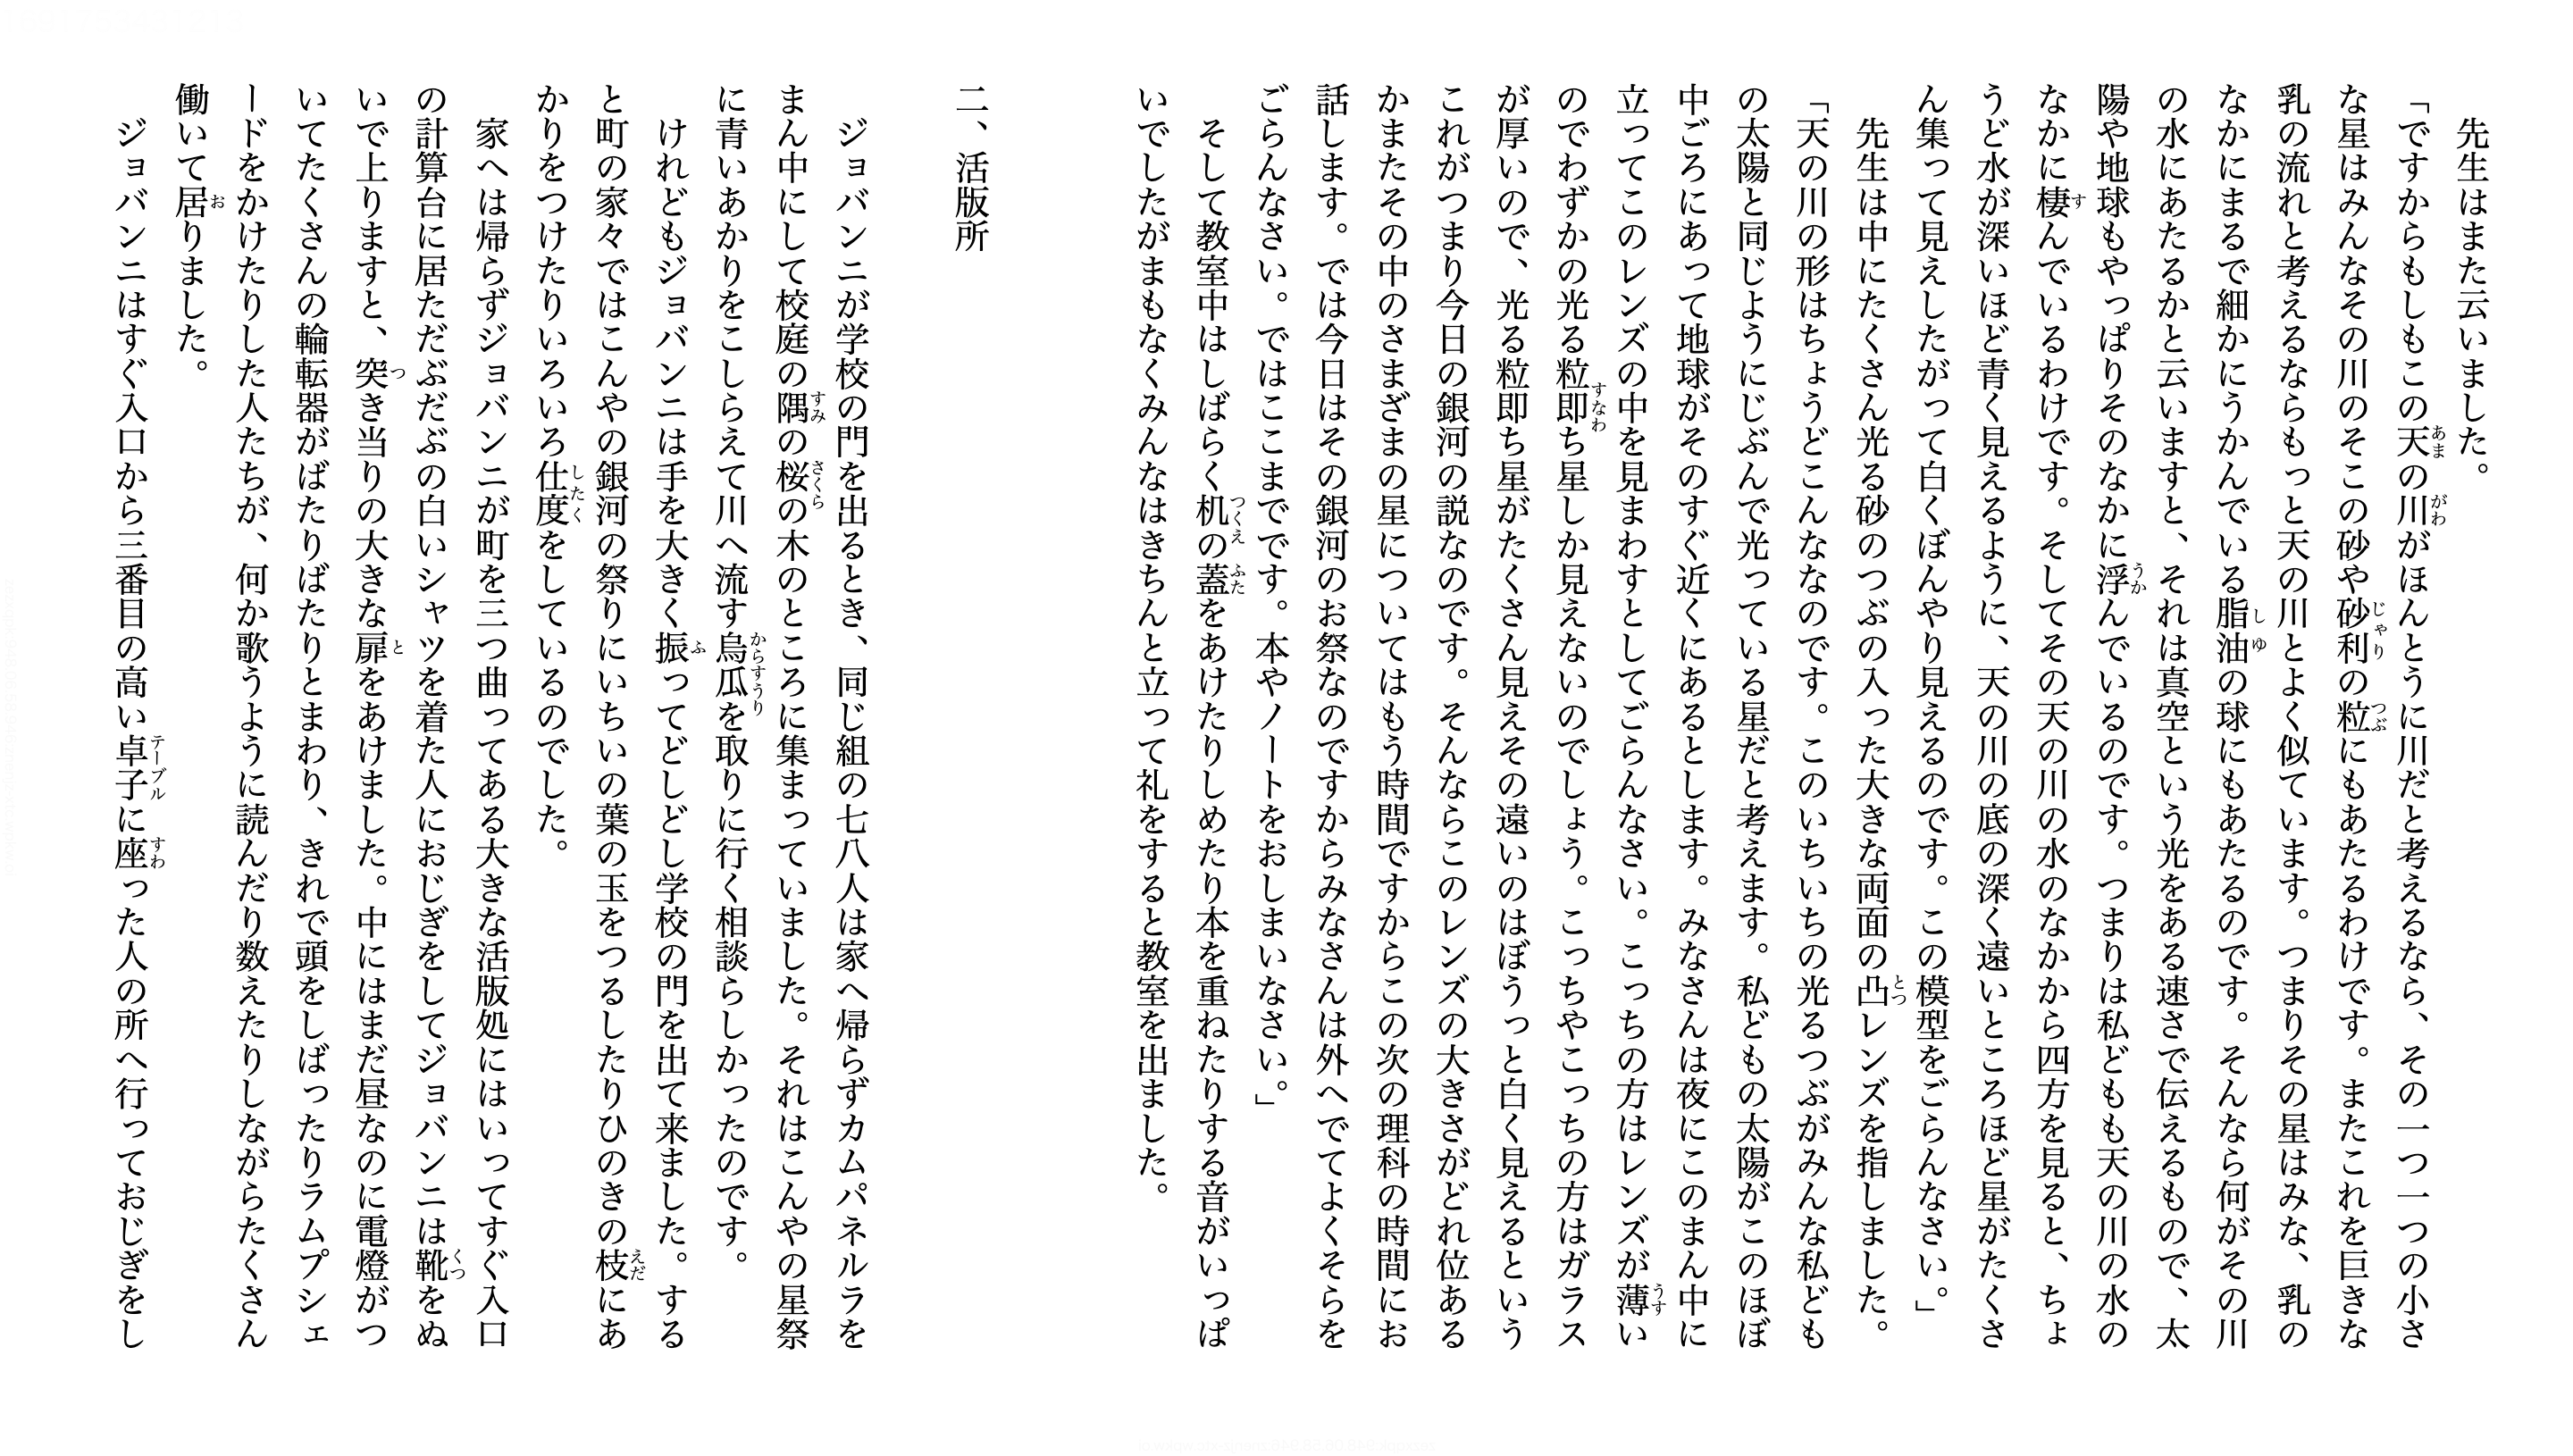 先生はまた云いました。
「ですからもしもこの天の川がほんとうに川だと考えるなら、その一つ一つの小さ
な星はみんなその川のそこの砂や砂利の粒にもあたるわけです。またこれを巨きな
乳の流れと考えるならもっと天の川とよく似ています。つまりその星はみな、乳の
なかにまるで細かにうかんでいる脂油の球にもあたるのです。そんなら何がその川
の水にあたるかと云いますと、それは真空という光をある速さで伝えるもので、太
陽や地球もやっぱりそのなかに浮んでいるのです。つまりは私どもも天の川の水の
なかに棲んでいるわけです。そしてその天の川の水のなかから四方を見ると、ちょ
うど水が深いほど青く見えるように、天の川の底の深く遠いところほど星がたくさ
ん集って見えしたがって白くぼんやり見えるのです。この模型をごらんなさい。」
先生は中にたくさん光る砂のつぶの入った大きな両面の凸レンズを指しました。
「天の川の形はちょうどこんななのです。このいちいちの光るつぶがみんな私ども
の太陽と同じようにじぶんで光っている星だと考えます。私どもの太陽がこのほぼ
中ごろにあって地球がそのすぐ近くにあるとします。みなさんは夜にこのまん中に
立ってこのレンズの中を見まわすとしてごらんなさい。こっちの方はレンズが薄い
のでわずかの光る粒即ち星しか見えないのでしょう。こっちやこっちの方はガラス
が厚いので、光る粒即ち星がたくさん見えその遠いのはぼうっと白く見えるという
これがつまり今日の銀河の説なのです。そんならこのレンズの大きさがどれ位ある
かまたその中のさまざまの星についてはもう時間ですからこの次の理科の時間にお
話します。では今日はその銀河のお祭なのですからみなさんは外へでてよくそらを
ごらんなさい。ではここまでです。本やノートをおしまいなさい。」
そして教室中はしばらく机の蓋をあけたりしめたり本を重ねたりする音がいっぱ
いでしたがまもなくみんなはきちんと立って礼をすると教室を出ました。
二、活版所
ジョバンニが学校の門を出るとき、同じ組の七八人は家へ帰らずカムパネルラを
まん中にして校庭の隅の桜の木のところに集まっていました。それはこんやの星祭
に青いあかりをこしらえて川へ流す烏瓜を取りに行く相談らしかったのです。
けれどもジョバンニは手を大きく振ってどしどし学校の門を出て来ました。する
と町の家々ではこんやの銀河の祭りにいちいの葉の玉をつるしたりひのきの枝にあ
かりをつけたりいろいろ仕度をしているのでした。
家へは帰らずジョバンニが町を三つ曲ってある大きな活版処にはいってすぐ入口
の計算台に居ただぶだぶの白いシャツを着た人におじぎをしてジョバンニは靴をぬ
いで上りますと、突き当りの大きな扉をあけました。中にはまだ昼なのに電燈がつ
いてたくさんの輪転器がばたりばたりとまわり、きれで頭をしばったりラムプシェ
ードをかけたりした人たちが、何か歌うように読んだり数えたりしながらたくさん
働いて居りました。
ジョバンニはすぐ入口から三番目の高い卓子に座った人の所へ行っておじぎをし